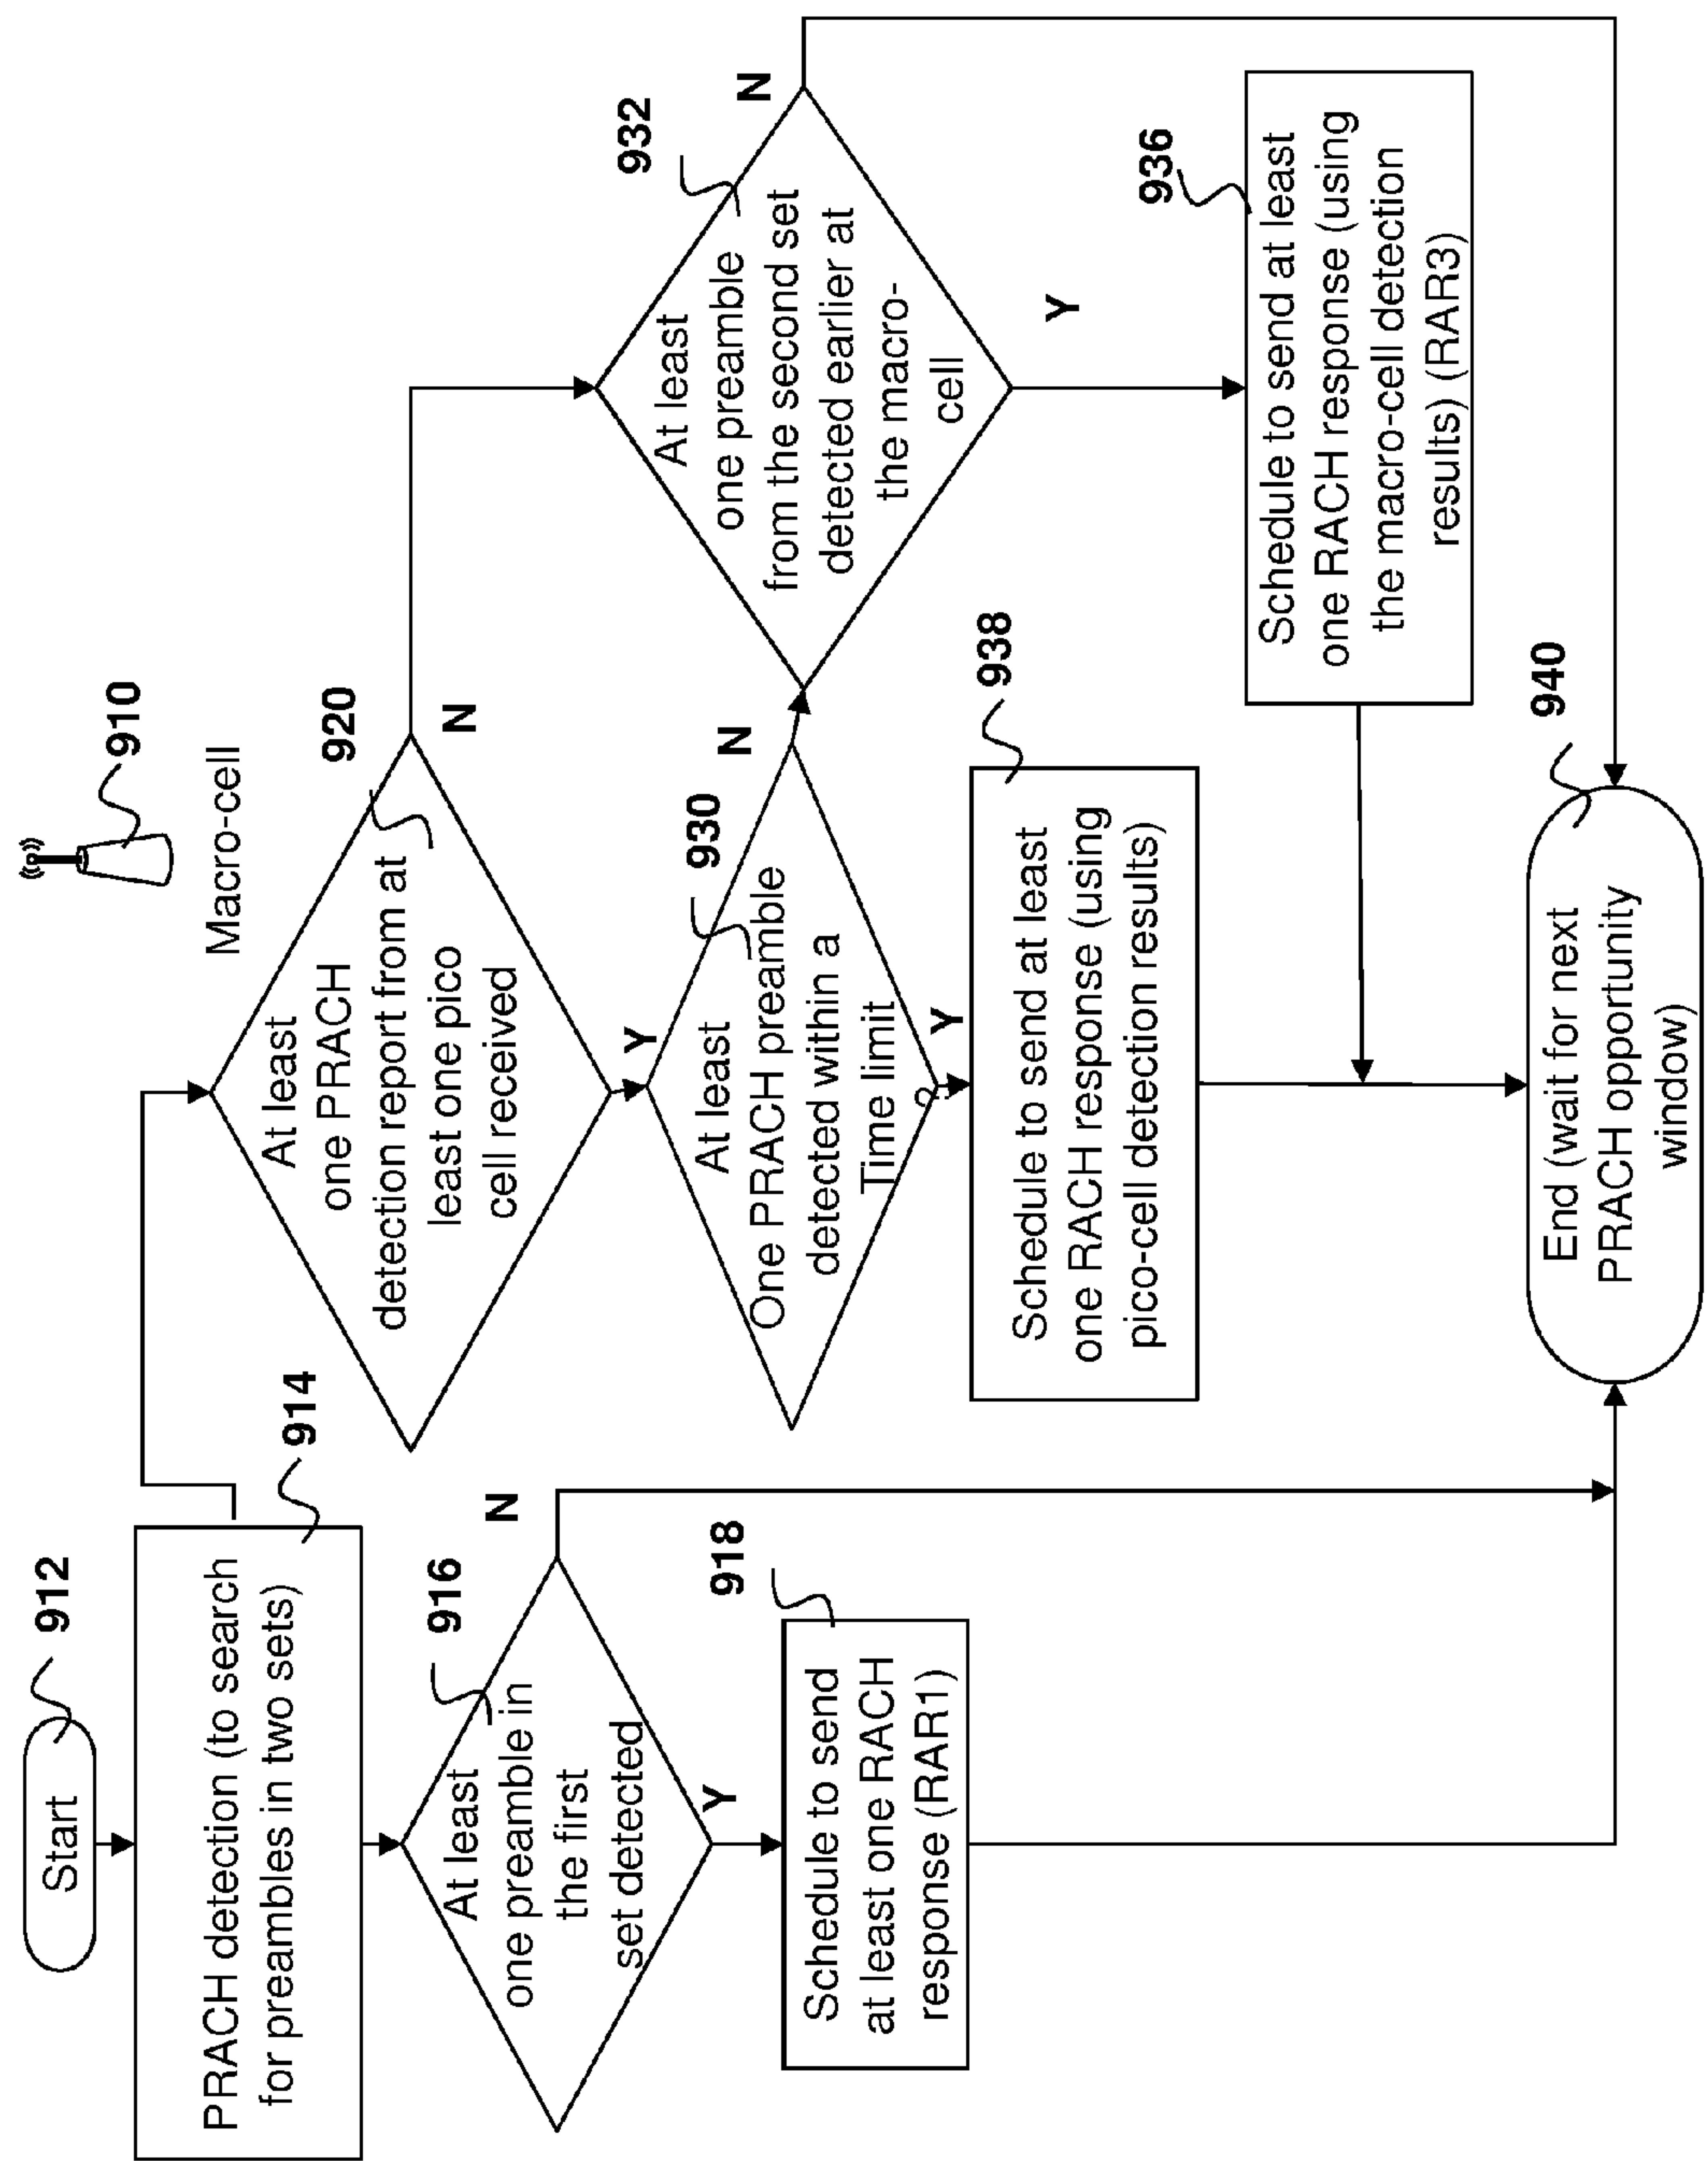 910
Macro-cell
912
Start
914
PRACH detection (to search
for preambles in two sets)
916
At least
one preamble in
the first
set detected
N
Y
918
Schedule to send
at least one RACH
response (RAR1)
920
At least
one PRACH
detection report from at
least one pico
cell received
N
Y
930
At least
One PRACH preamble
detected within a
Time limit
?
N
Y
932
At least
one preamble
from the second set
detected earlier at
the macro-
cell
N
Y
938
Schedule to send at least
one RACH response (using
pico-cell detection results)
936
Schedule to send at least
one RACH response (using
the macro-cell detection
results) (RAR3)
940
End (wait for next
PRACH opportunity
window)